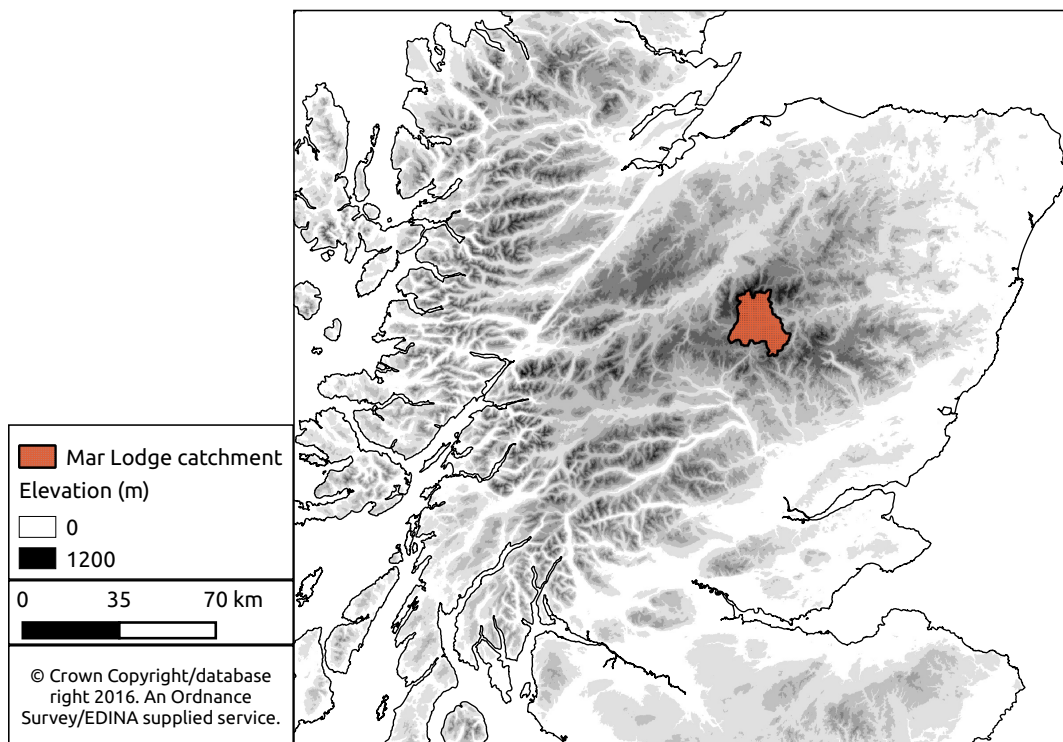 Mar Lodge catchment
Elevation (m)
0
1200
0 35 70 km
© Crown Copyright/database
right 2016. An Ordnance
Survey/EDINA supplied service.